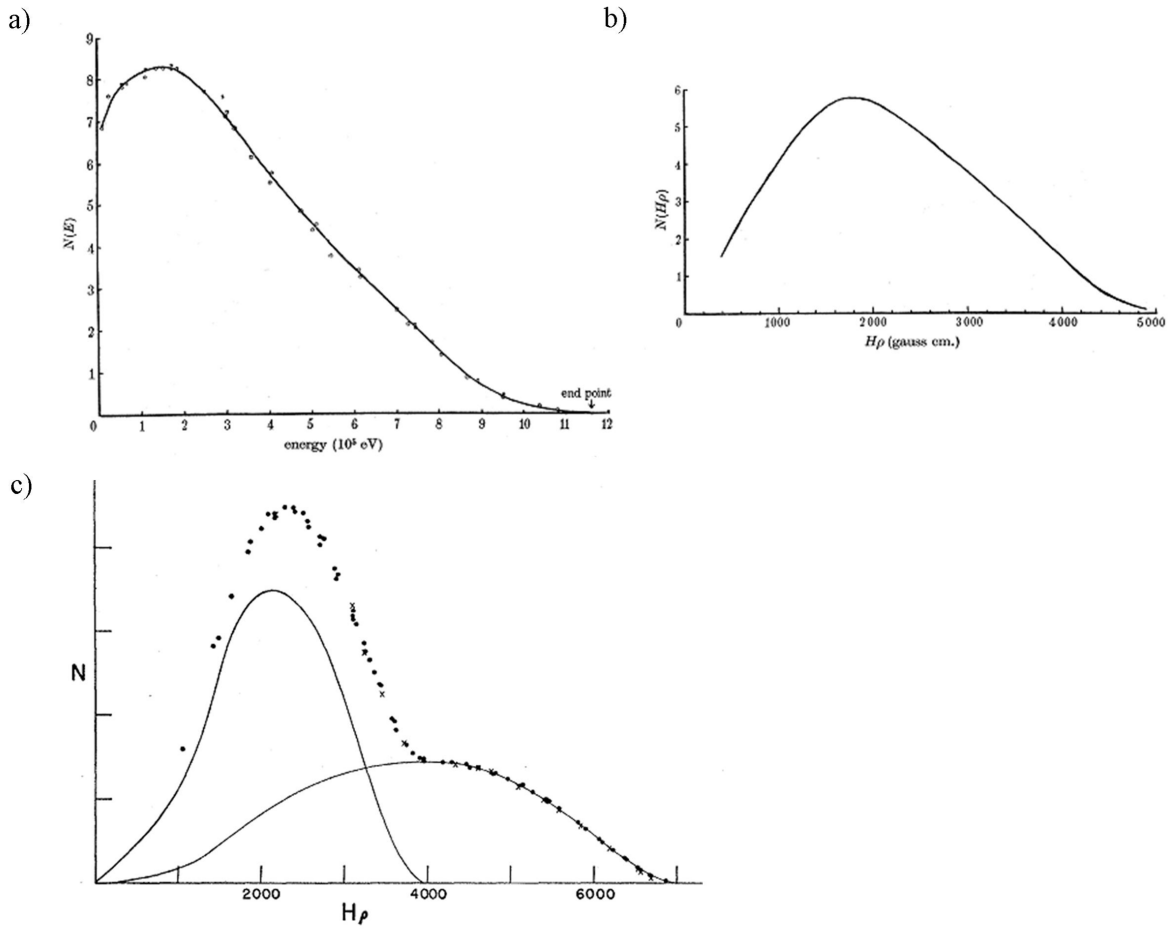 a)
9
8
7
6
5
4
3
2
1
N(E)
end point
0 1 2 3 4 5 6 7 8 9 10 11 12
energy (10⁵ eV)
b)
6
5
4
3
2
1
N(Hρ)
0 1000 2000 3000 4000 5000
Hρ (gauss cm.)
c)
N
2000 4000 6000
Hρ